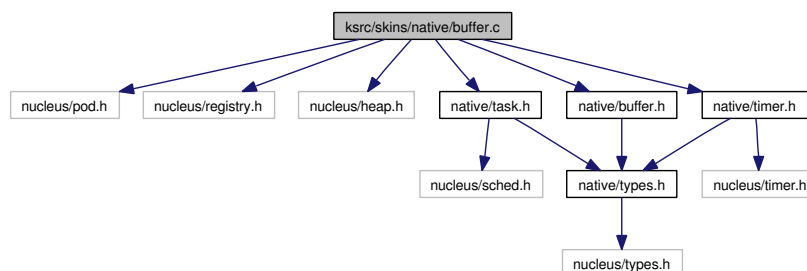 ksrc/skins/native/buffer.c
nucleus/pod.h
nucleus/registry.h
nucleus/heap.h
native/task.h
native/buffer.h
native/timer.h
nucleus/sched.h
native/types.h
nucleus/timer.h
nucleus/types.h